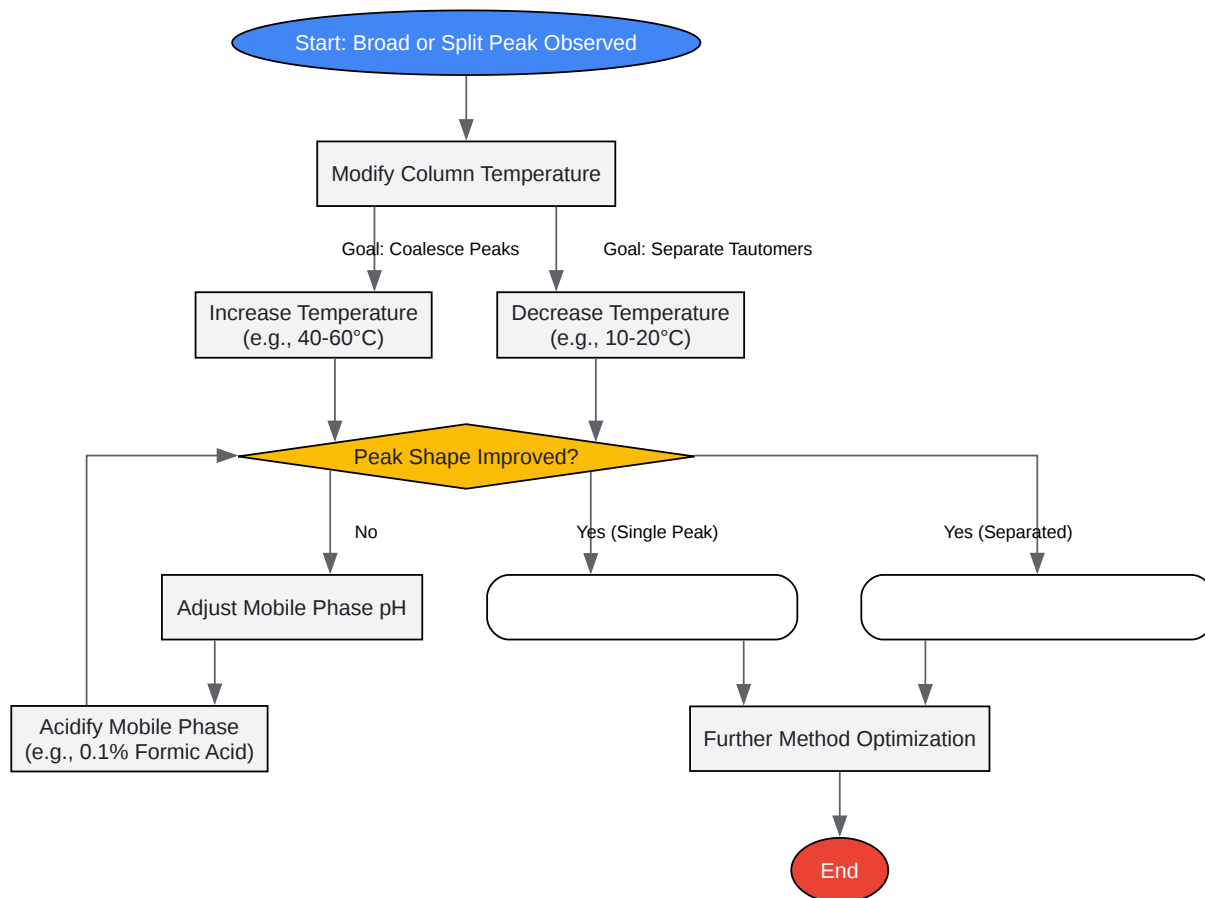 Start: Broad or Split Peak Observed
Modify Column Temperature
Goal: Coalesce Peaks
Goal: Separate Tautomers
Increase Temperature
(e.g., 40-60°C)
Decrease Temperature
(e.g., 10-20°C)
Peak Shape Improved?
No
Yes (Single Peak)
Yes (Separated)
Adjust Mobile Phase pH
Acidify Mobile Phase
(e.g., 0.1% Formic Acid)
Further Method Optimization
End